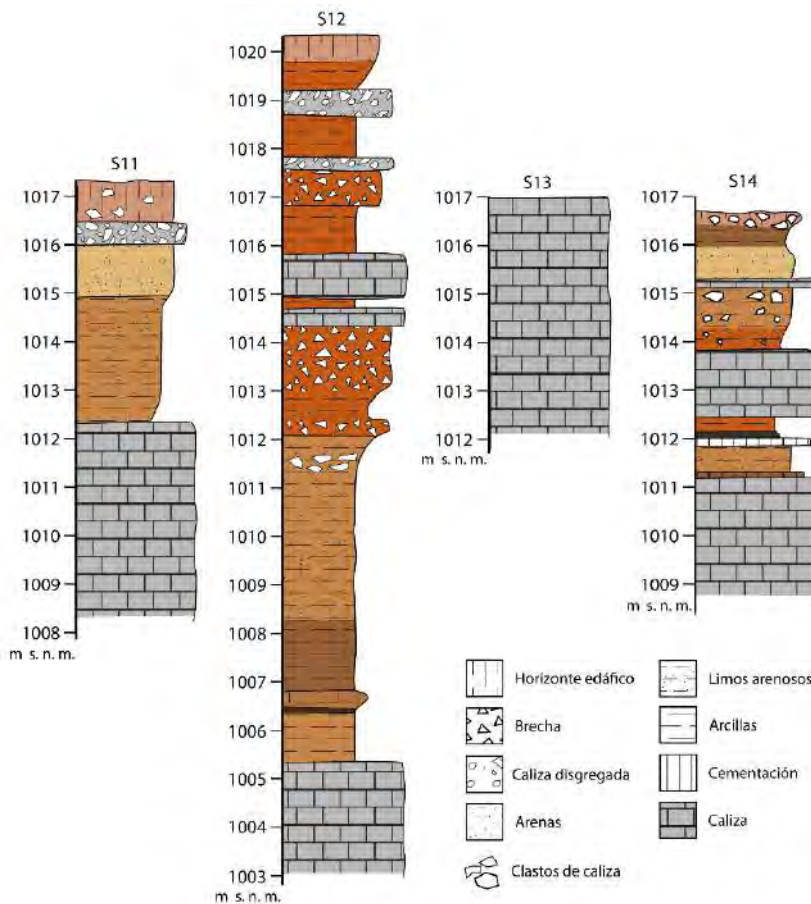 S11
1017
1016
1015
1014
1013
1012
1011
1010
1009
1008
m s. n. m.
S12
1020
1019
1018
1017
1016
1015
1014
1013
1012
1011
1010
1009
1008
1007
1006
1005
1004
1003
m s. n. m.
S13
1017
1016
1015
1014
1013
1012
m s. n. m.
S14
1017
1016
1015
1014
1013
1012
1011
1010
1009
m s. n. m.
Horizonte edáfico
Brecha
Caliza disgregada
Arenas
Clastos de caliza
Limos arenosos
Arcillas
Cementación
Caliza